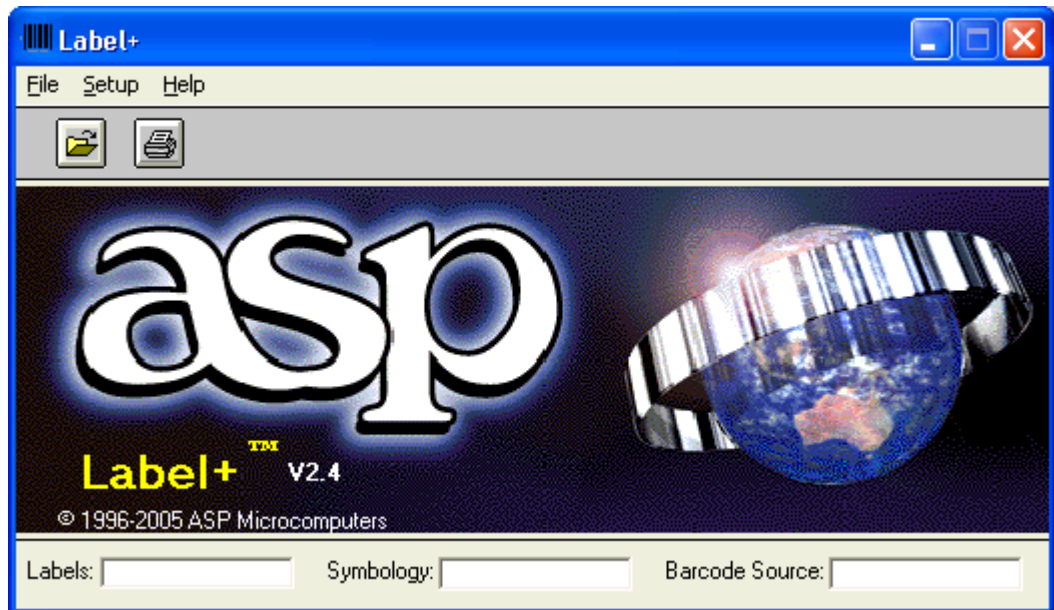 Label+
File Setup Help
asp
Label+™ V2.4
© 1996-2005 ASP Microcomputers
Labels: Symbology: Barcode Source: